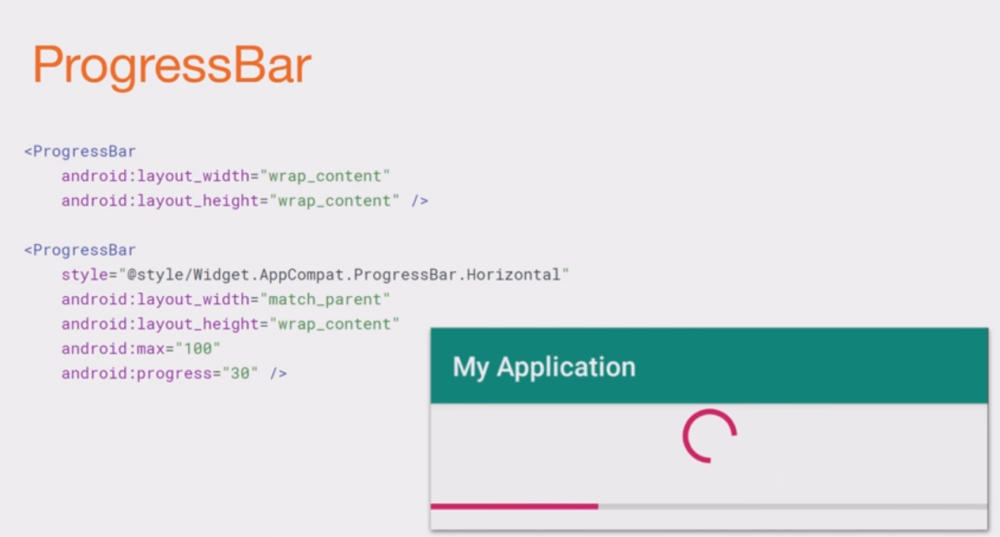 ProgressBar
<ProgressBar
    android:layout_width="wrap_content"
    android:layout_height="wrap_content" />
<ProgressBar
    style="@style/Widget.AppCompat.ProgressBar.Horizontal"
    android:layout_width="match_parent"
    android:layout_height="wrap_content"
    android:max="100"
    android:progress="30" />
My Application